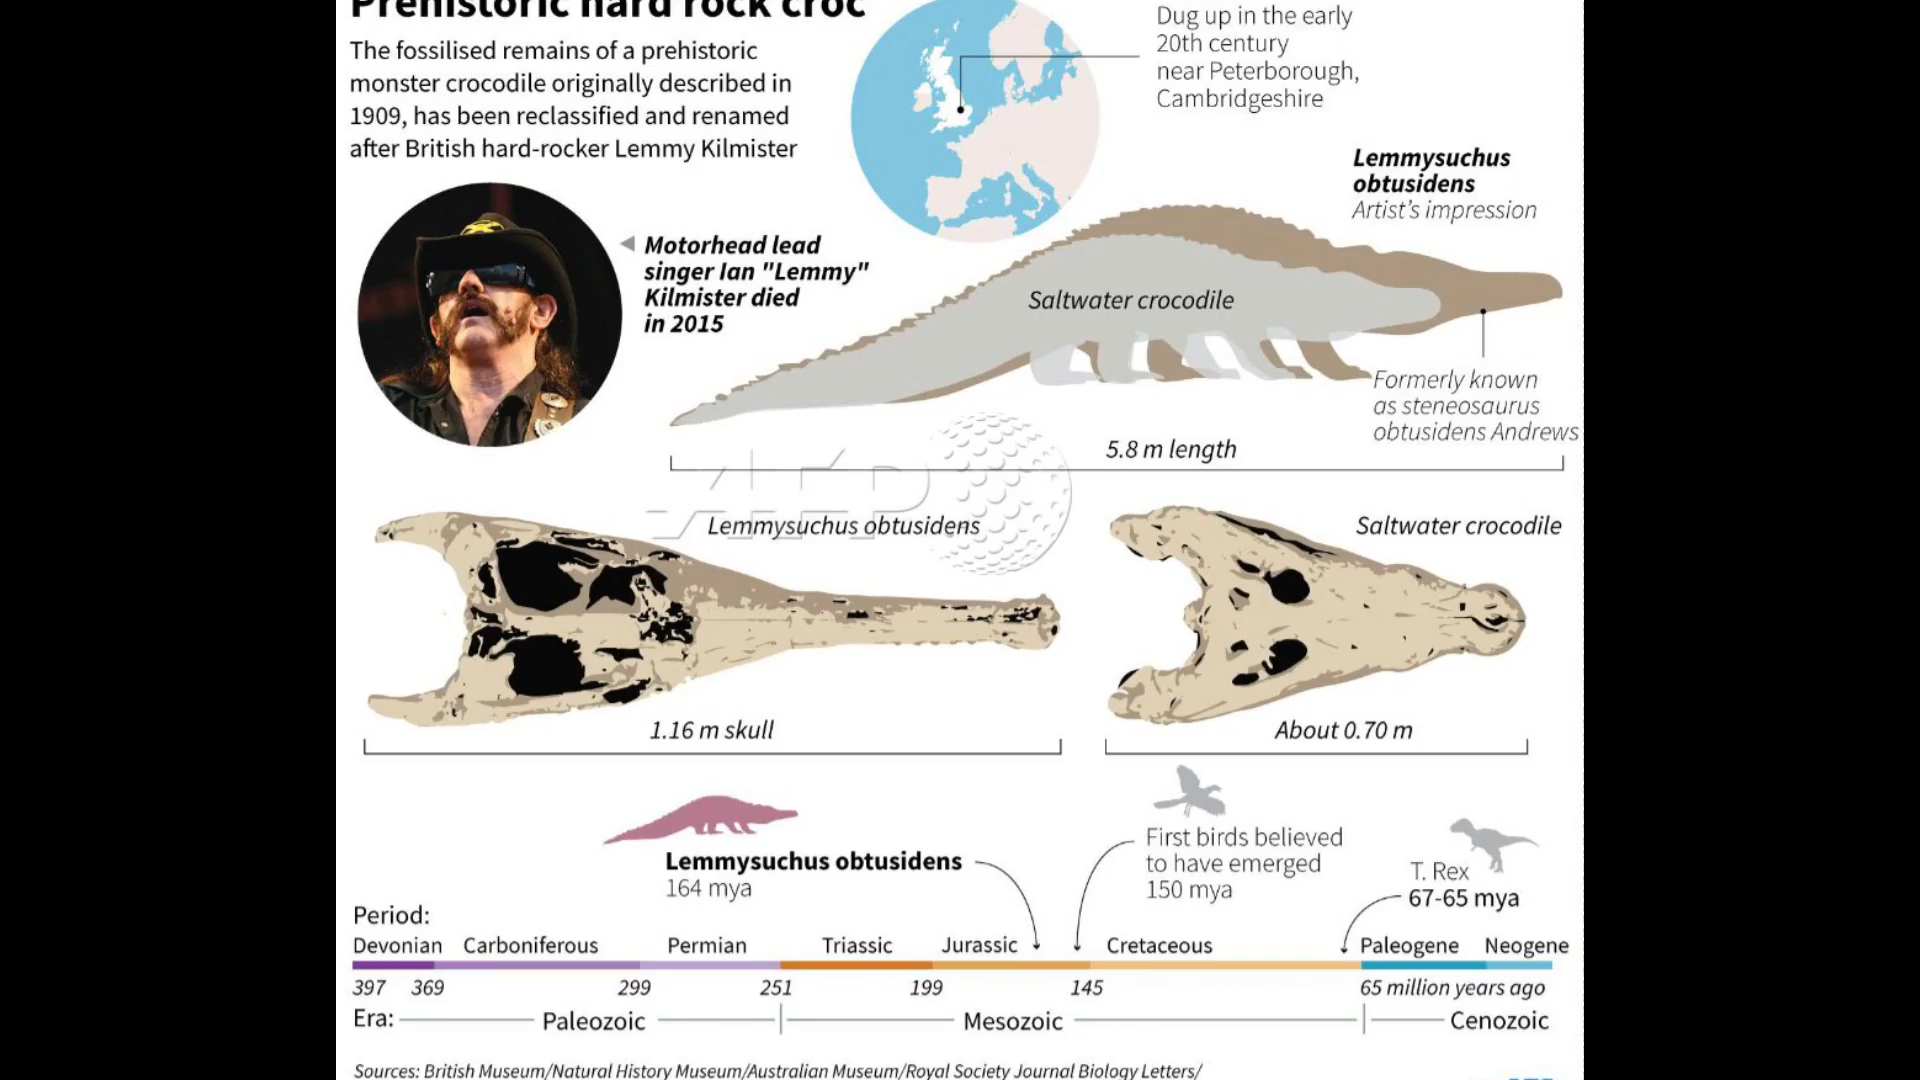 Prehistoric hard rock croc
The fossilised remains of a prehistoric
monster crocodile originally described in
1909, has been reclassified and renamed
after British hard-rocker Lemmy Kilmister
Dug up in the early
20th century
near Peterborough,
Cambridgeshire
Lemmysuchus
obtusidens
Artist's impression
Motorhead lead
singer Ian "Lemmy"
Kilmister died
in 2015
Saltwater crocodile
Formerly known
as steneosaurus
obtusidens Andrews
5.8 m length
AFP
Lemmysuchus obtusidens
Saltwater crocodile
1.16 m skull
About 0.70 m
Lemmysuchus obtusidens
164 mya
First birds believed
to have emerged
150 mya
T. Rex
67-65 mya
Period:
Devonian Carboniferous Permian Triassic Jurassic Cretaceous Paleogene Neogene
397 369 299 251 199 145 65 million years ago
Era: Paleozoic Mesozoic Cenozoic
Sources: British Museum/Natural History Museum/Australian Museum/Royal Society Journal Biology Letters/